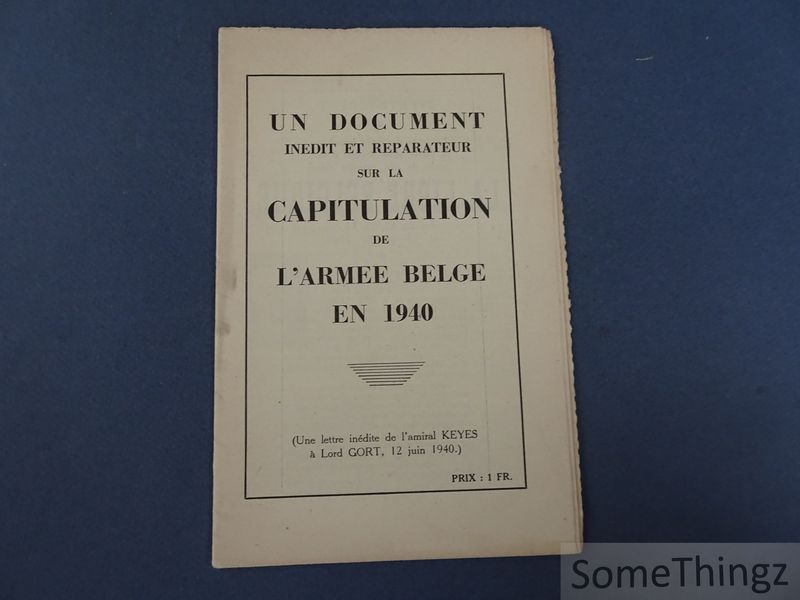 UN DOCUMENT
INEDIT ET REPARATEUR
SUR LA
CAPITULATION
DE
L'ARMEE BELGE
EN 1940
(Une lettre inédite de l'amiral KEYES
à Lord GORT, 12 juin 1940.)
PRIX : 1 FR.
SomeThingz